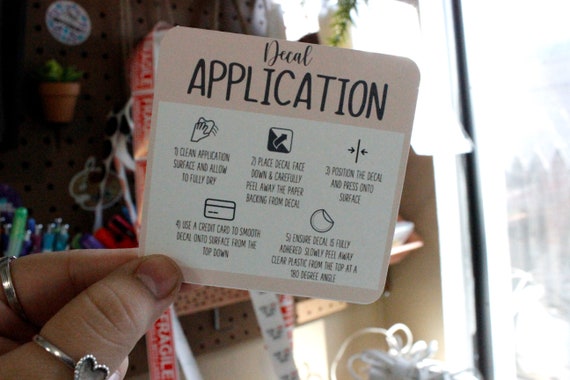 Decal
APPLICATION
1) CLEAN APPLICATION
SURFACE AND ALLOW
TO FULLY DRY
2) PLACE DECAL FACE
DOWN & CAREFULLY
PEEL AWAY THE PAPER
BACKING FROM DECAL
3) POSITION THE DECAL
AND PRESS ONTO
SURFACE
4) USE A CREDIT CARD TO SMOOTH
DECAL ONTO SURFACE FROM THE
TOP DOWN
5) ENSURE DECAL IS FULLY
ADHERED. SLOWLY PEEL AWAY
CLEAR PLASTIC FROM THE TOP AT A
180 DEGREE ANGLE
FRAGILE
FRAGILE